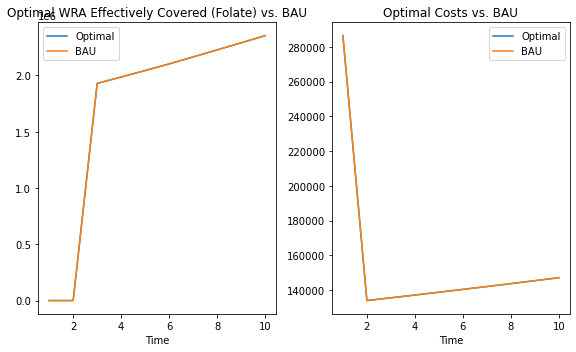 Optimal WRA Effectively Covered (Folate) vs. BAU
1e6
Optimal
BAU
2.0
1.5
1.0
0.5
0.0
2 4 6 8 10
Time
Optimal Costs vs. BAU
Optimal
BAU
280000
260000
240000
220000
200000
180000
160000
140000
2 4 6 8 10
Time